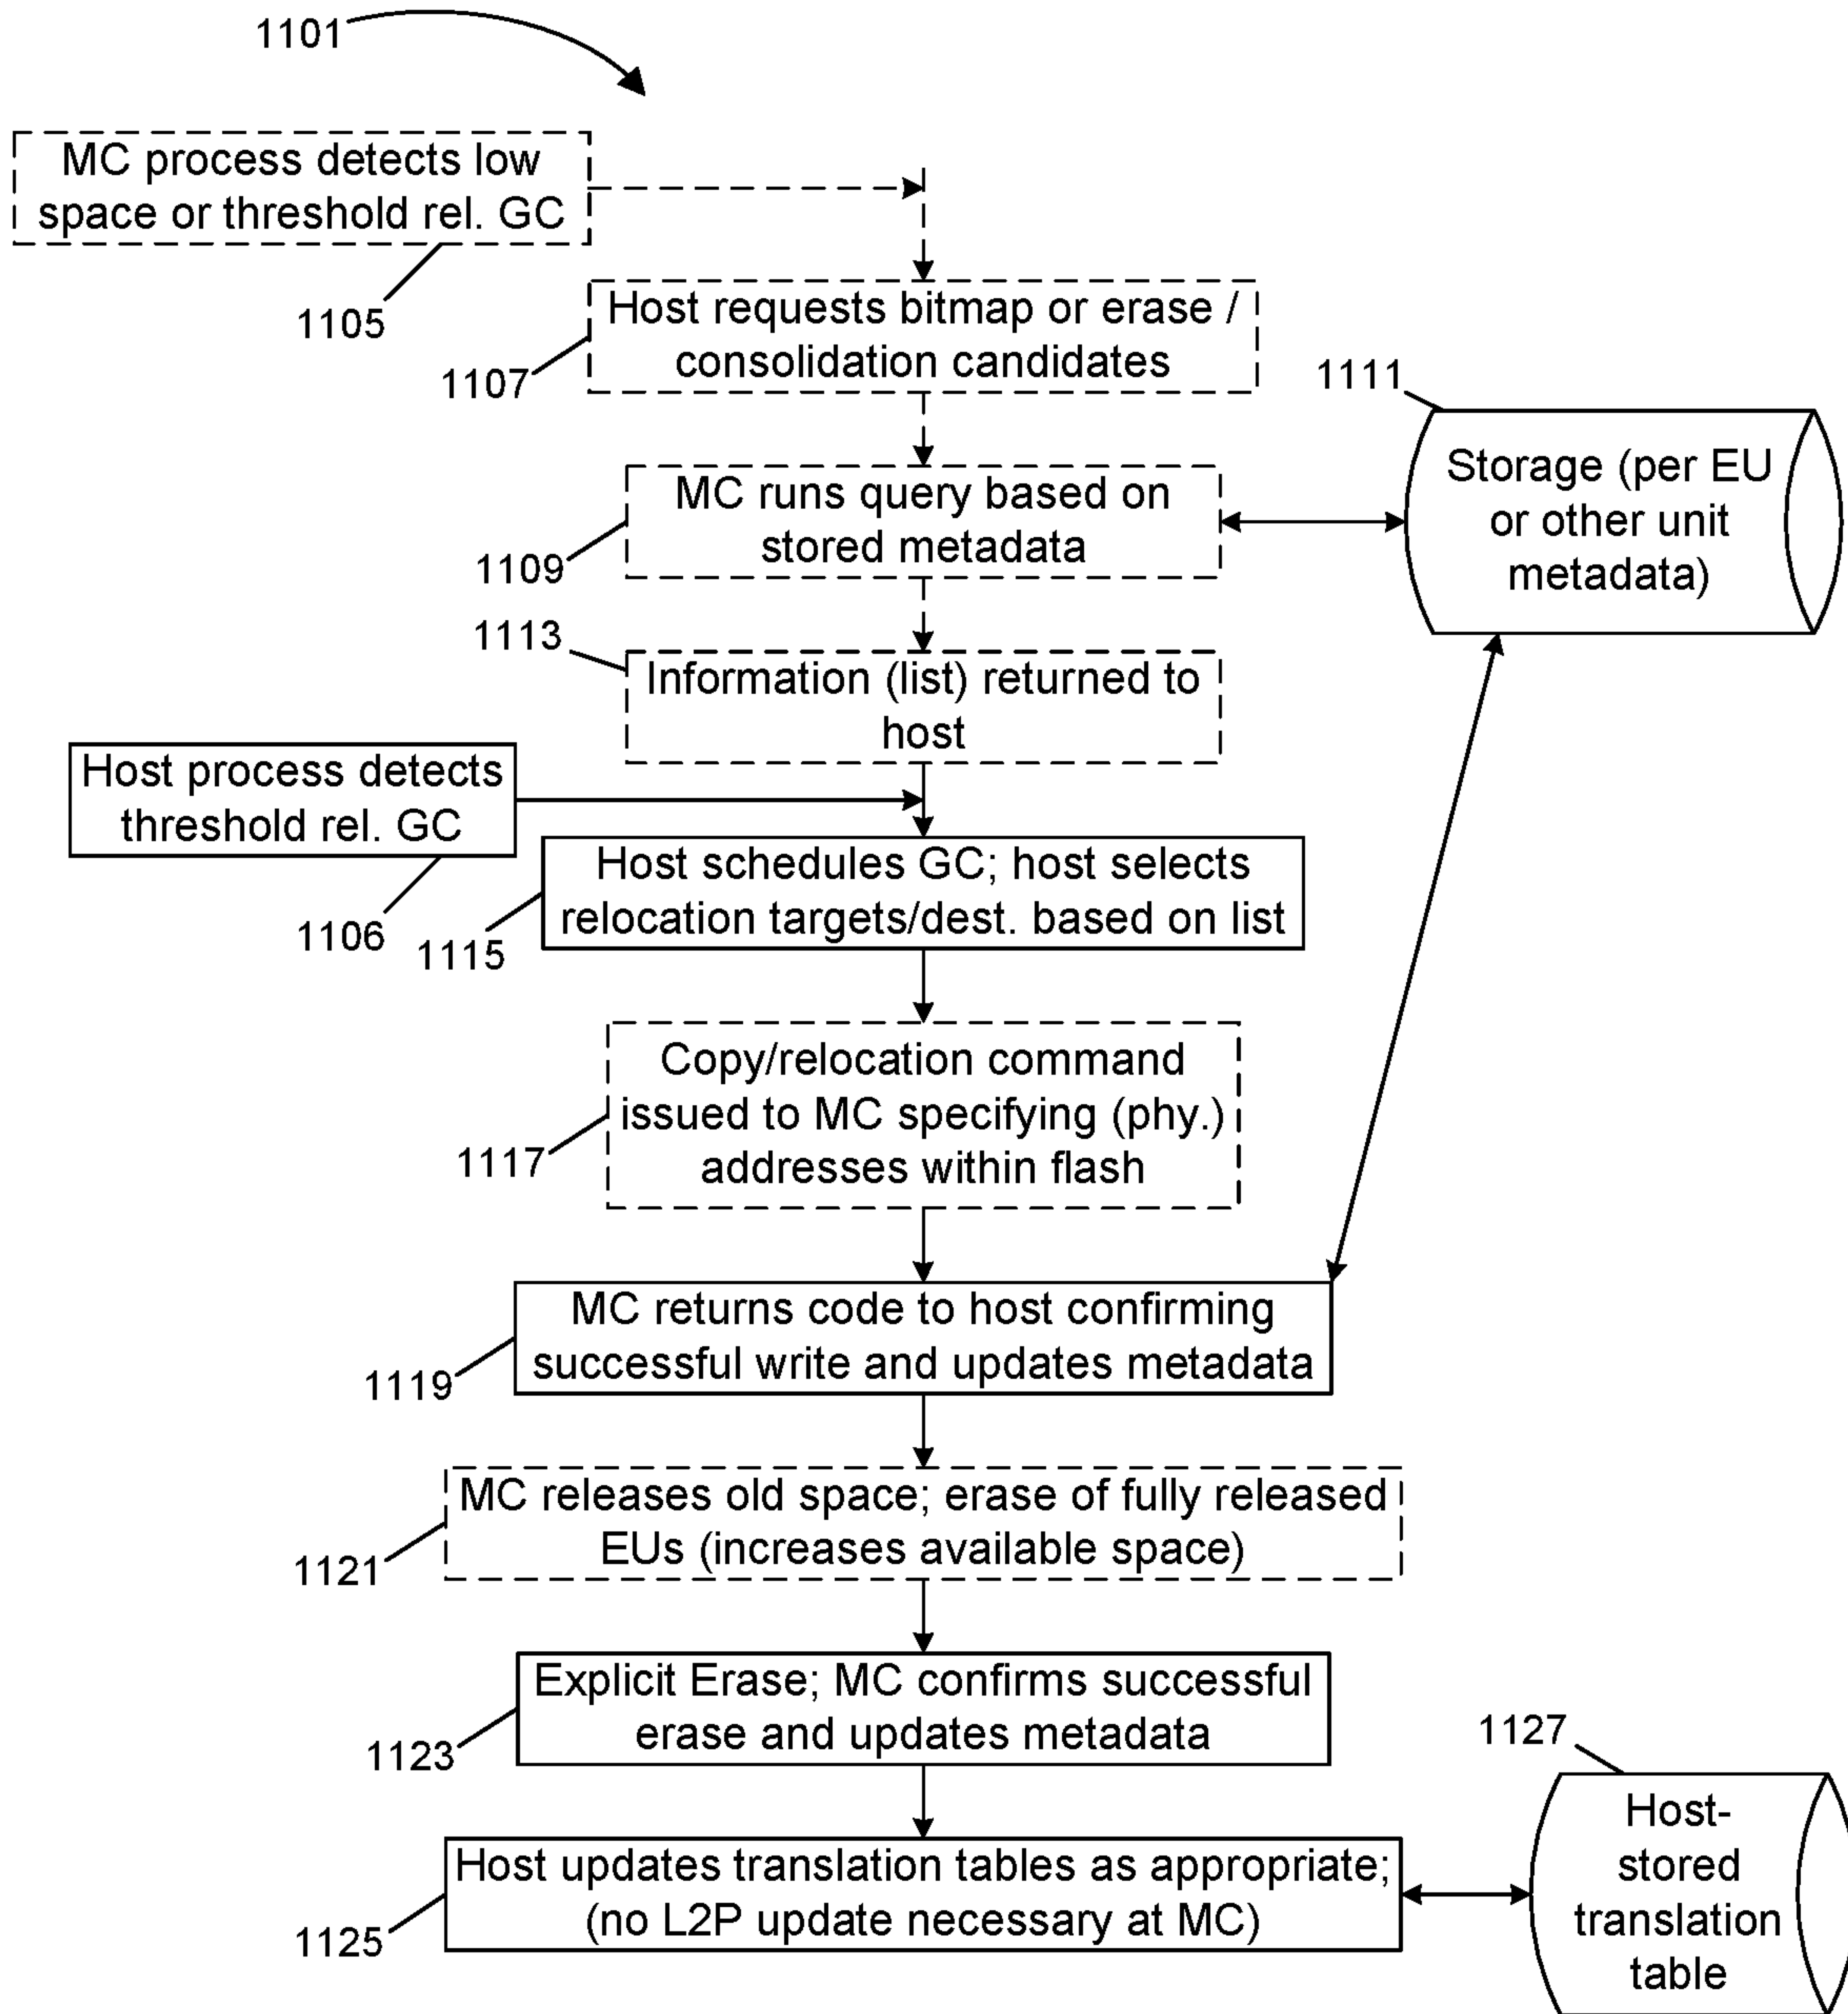 1101
MC process detects low
space or threshold rel. GC
1105
Host requests bitmap or erase /
consolidation candidates
1107
1111
Storage (per EU
or other unit
metadata)
MC runs query based on
stored metadata
1109
1113
Information (list) returned to
host
Host process detects
threshold rel. GC
1106
Host schedules GC; host selects
relocation targets/dest. based on list
1115
Copy/relocation command
issued to MC specifying (phy.)
addresses within flash
1117
MC returns code to host confirming
successful write and updates metadata
1119
MC releases old space; erase of fully released
EUs (increases available space)
1121
Explicit Erase; MC confirms successful
erase and updates metadata
1123
1127
Host-
stored
translation
table
Host updates translation tables as appropriate;
(no L2P update necessary at MC)
1125